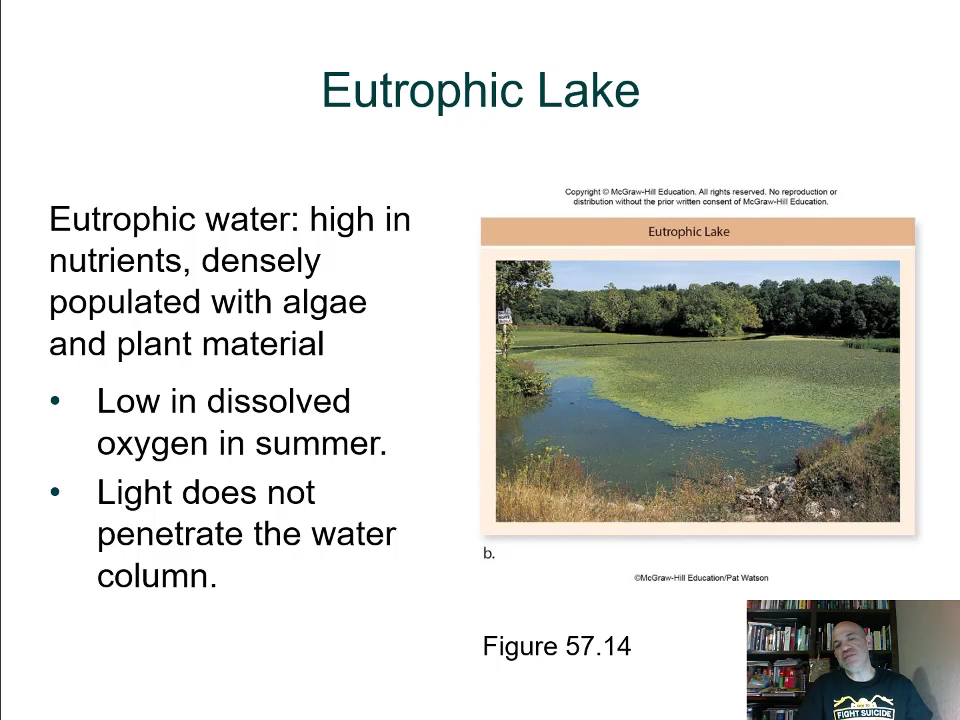 Eutrophic Lake
Eutrophic water: high in
nutrients, densely
populated with algae
and plant material
• Low in dissolved
oxygen in summer.
• Light does not
penetrate the water
column.
Copyright © McGraw-Hill Education. All rights reserved. No reproduction or
distribution without the prior written consent of McGraw-Hill Education.
Eutrophic Lake
b.
©McGraw-Hill Education/Pat Watson
Figure 57.14
FIGHT SUICIDE